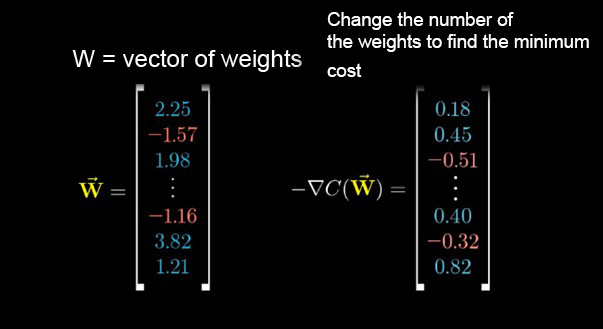 W = vector of weights
Change the number of
the weights to find the minimum
cost
W⃗ =
2.25
−1.57
1.98
⋮
−1.16
3.82
1.21
−∇C(W⃗) =
0.18
0.45
−0.51
⋮
0.40
−0.32
0.82